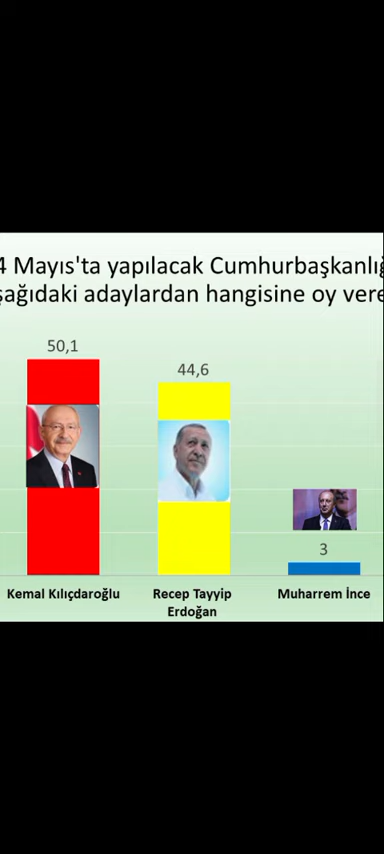 4 Mayıs'ta yapılacak Cumhurbaşkanlığ
şağıdaki adaylardan hangisine oy vere
50,1
44,6
3
Kemal Kılıçdaroğlu
Recep Tayyip
Erdoğan
Muharrem İnce